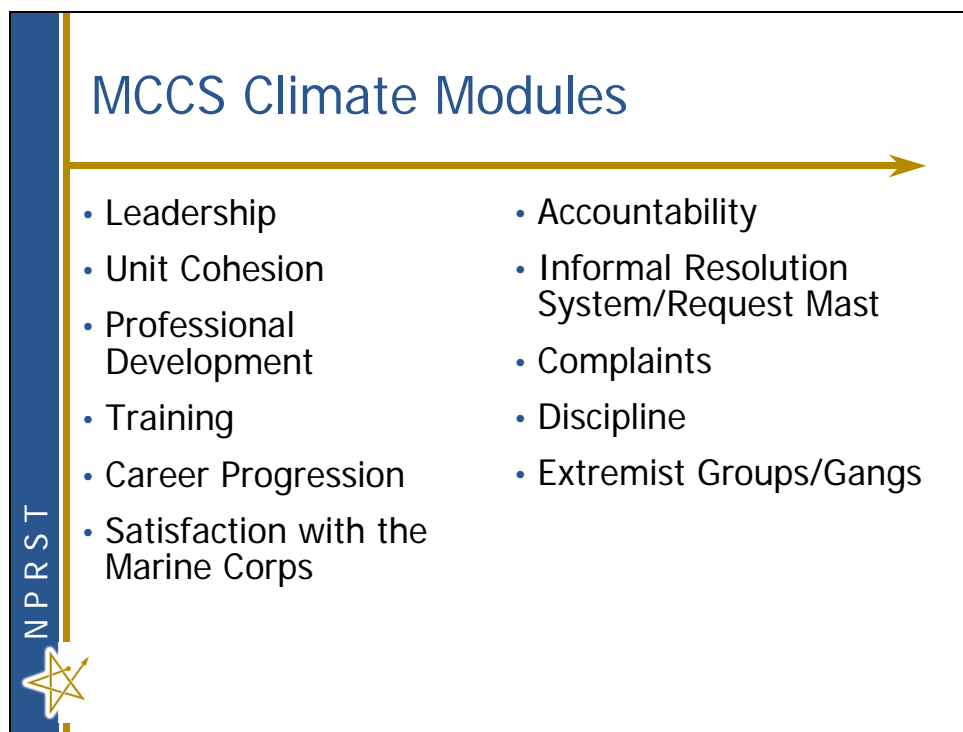 MCCS Climate Modules
• Leadership
• Unit Cohesion
• Professional
Development
• Training
• Career Progression
• Satisfaction with the
Marine Corps
• Accountability
• Informal Resolution
System/Request Mast
• Complaints
• Discipline
• Extremist Groups/Gangs
NPRST